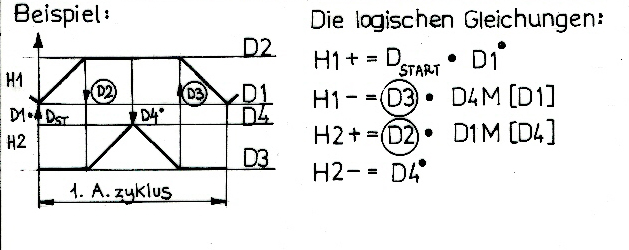 Beispiel:
D2
H1
D2
D3
D1
D1• DST
D4•
D4
H2
D3
1. A. zyklus
Die logischen Gleichungen:
H1+ = DSTART • D1•
H1- = D3 • D4M [D1]
H2+ = D2 • D1M [D4]
H2- = D4•